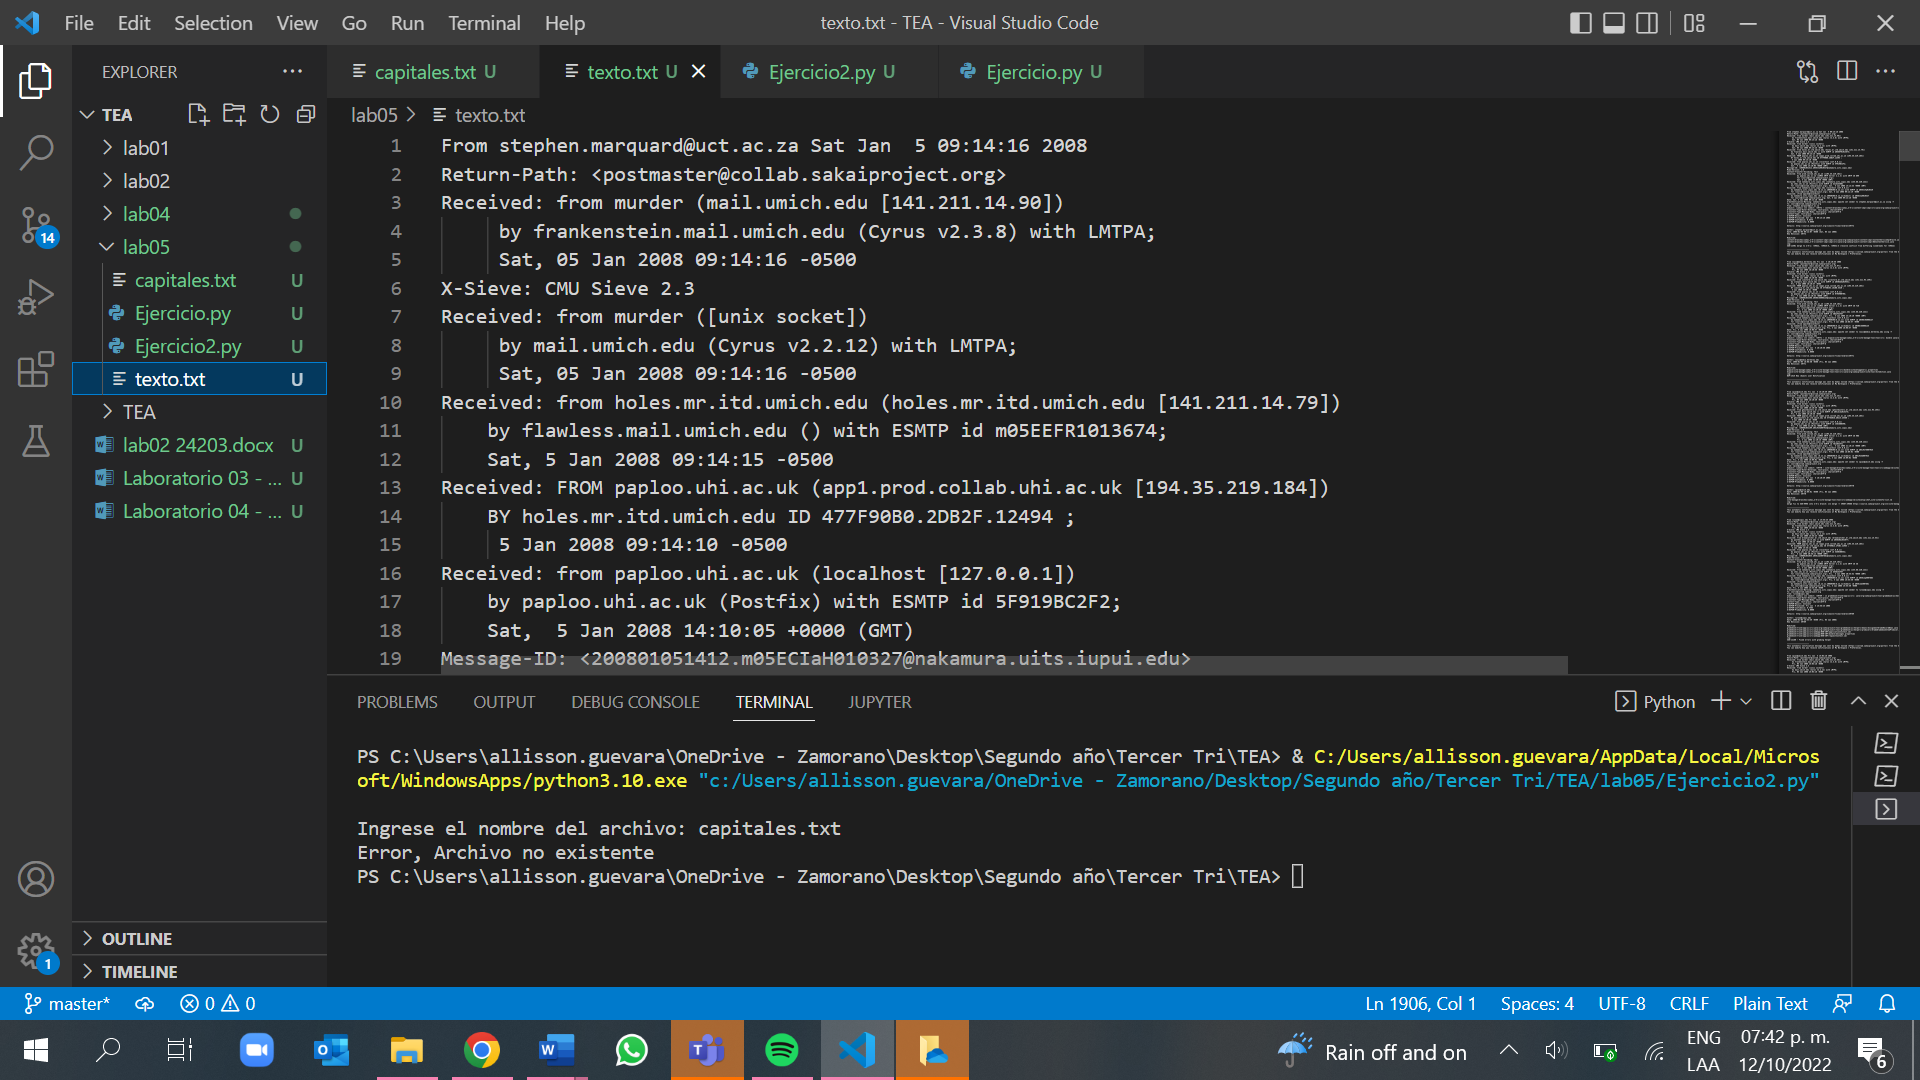 File Edit Selection View Go Run Terminal Help
texto.txt - TEA - Visual Studio Code
EXPLORER
capitales.txt U
texto.txt U
Ejercicio2.py U
Ejercicio.py U
TEA
lab05 > texto.txt
lab01
lab02
lab04
lab05
capitales.txt U
Ejercicio.py U
Ejercicio2.py U
texto.txt U
TEA
lab02 24203.docx U
Laboratorio 03 - ... U
Laboratorio 04 - ... U
14
1 From stephen.marquard@uct.ac.za Sat Jan  5 09:14:16 2008
2 Return-Path: <postmaster@collab.sakaiproject.org>
3 Received: from murder (mail.umich.edu [141.211.14.90])
4 by frankenstein.mail.umich.edu (Cyrus v2.3.8) with LMTPA;
5 Sat, 05 Jan 2008 09:14:16 -0500
6 X-Sieve: CMU Sieve 2.3
7 Received: from murder ([unix socket])
8 by mail.umich.edu (Cyrus v2.2.12) with LMTPA;
9 Sat, 05 Jan 2008 09:14:16 -0500
10 Received: from holes.mr.itd.umich.edu (holes.mr.itd.umich.edu [141.211.14.79])
11 by flawless.mail.umich.edu () with ESMTP id m05EEFR1013674;
12 Sat, 5 Jan 2008 09:14:15 -0500
13 Received: FROM paploo.uhi.ac.uk (app1.prod.collab.uhi.ac.uk [194.35.219.184])
14 BY holes.mr.itd.umich.edu ID 477F90B0.2DB2F.12494 ;
15 5 Jan 2008 09:14:10 -0500
16 Received: from paploo.uhi.ac.uk (localhost [127.0.0.1])
17 by paploo.uhi.ac.uk (Postfix) with ESMTP id 5F919BC2F2;
18 Sat,  5 Jan 2008 14:10:05 +0000 (GMT)
19 Message-ID: <200801051412.m05ECIaH010327@nakamura.uits.iupui.edu>
PROBLEMS OUTPUT DEBUG CONSOLE TERMINAL JUPYTER
Python
PS C:\Users\allisson.guevara\OneDrive - Zamorano\Desktop\Segundo año\Tercer Tri\TEA> & C:/Users/allisson.guevara/AppData/Local/Micros
oft/WindowsApps/python3.10.exe "c:/Users/allisson.guevara/OneDrive - Zamorano/Desktop/Segundo año/Tercer Tri/TEA/lab05/Ejercicio2.py"
Ingrese el nombre del archivo: capitales.txt
Error, Archivo no existente
PS C:\Users\allisson.guevara\OneDrive - Zamorano\Desktop\Segundo año\Tercer Tri\TEA>
OUTLINE
TIMELINE
1
master* 0 0
Ln 1906, Col 1 Spaces: 4 UTF-8 CRLF Plain Text
Rain off and on
ENG
LAA
07:42 p. m.
12/10/2022
6